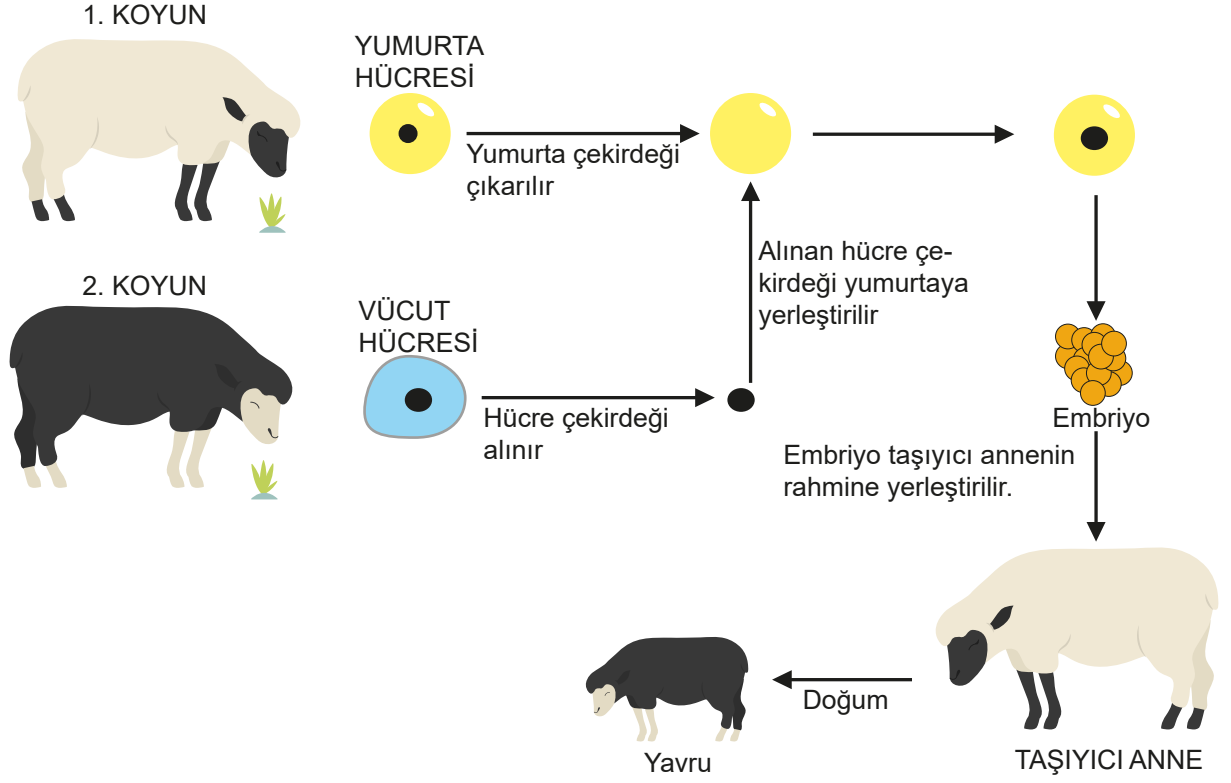 1. KOYUN
YUMURTA
HÜCRESİ
Yumurta çekirdeği
çıkarılır
Alınan hücre çe-
kirdeği yumurtaya
yerleştirilir
2. KOYUN
VÜCUT
HÜCRESİ
Hücre çekirdeği
alınır
Embriyo
Embriyo taşıyıcı annenin
rahmine yerleştirilir.
Doğum
Yavru
TAŞIYICI ANNE